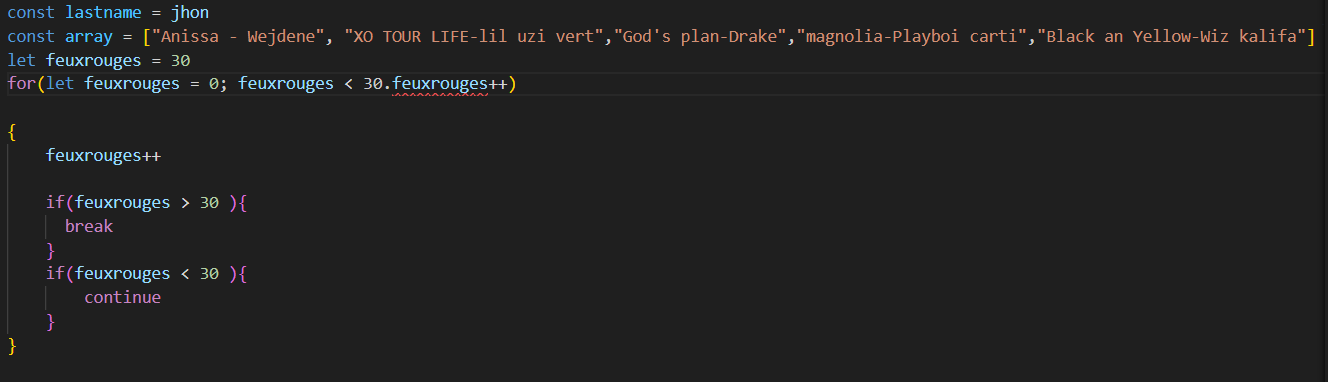 const lastname = jhon
const array = ["Anissa - Wejdene", "XO TOUR LIFE-lil uzi vert","God's plan-Drake","magnolia-Playboi carti","Black an Yellow-Wiz kalifa"]
let feuxrouges = 30
for(let feuxrouges = 0; feuxrouges < 30.feuxrouges++)
{
feuxrouges++
if(feuxrouges > 30 ){
break
}
if(feuxrouges < 30 ){
continue
}
}